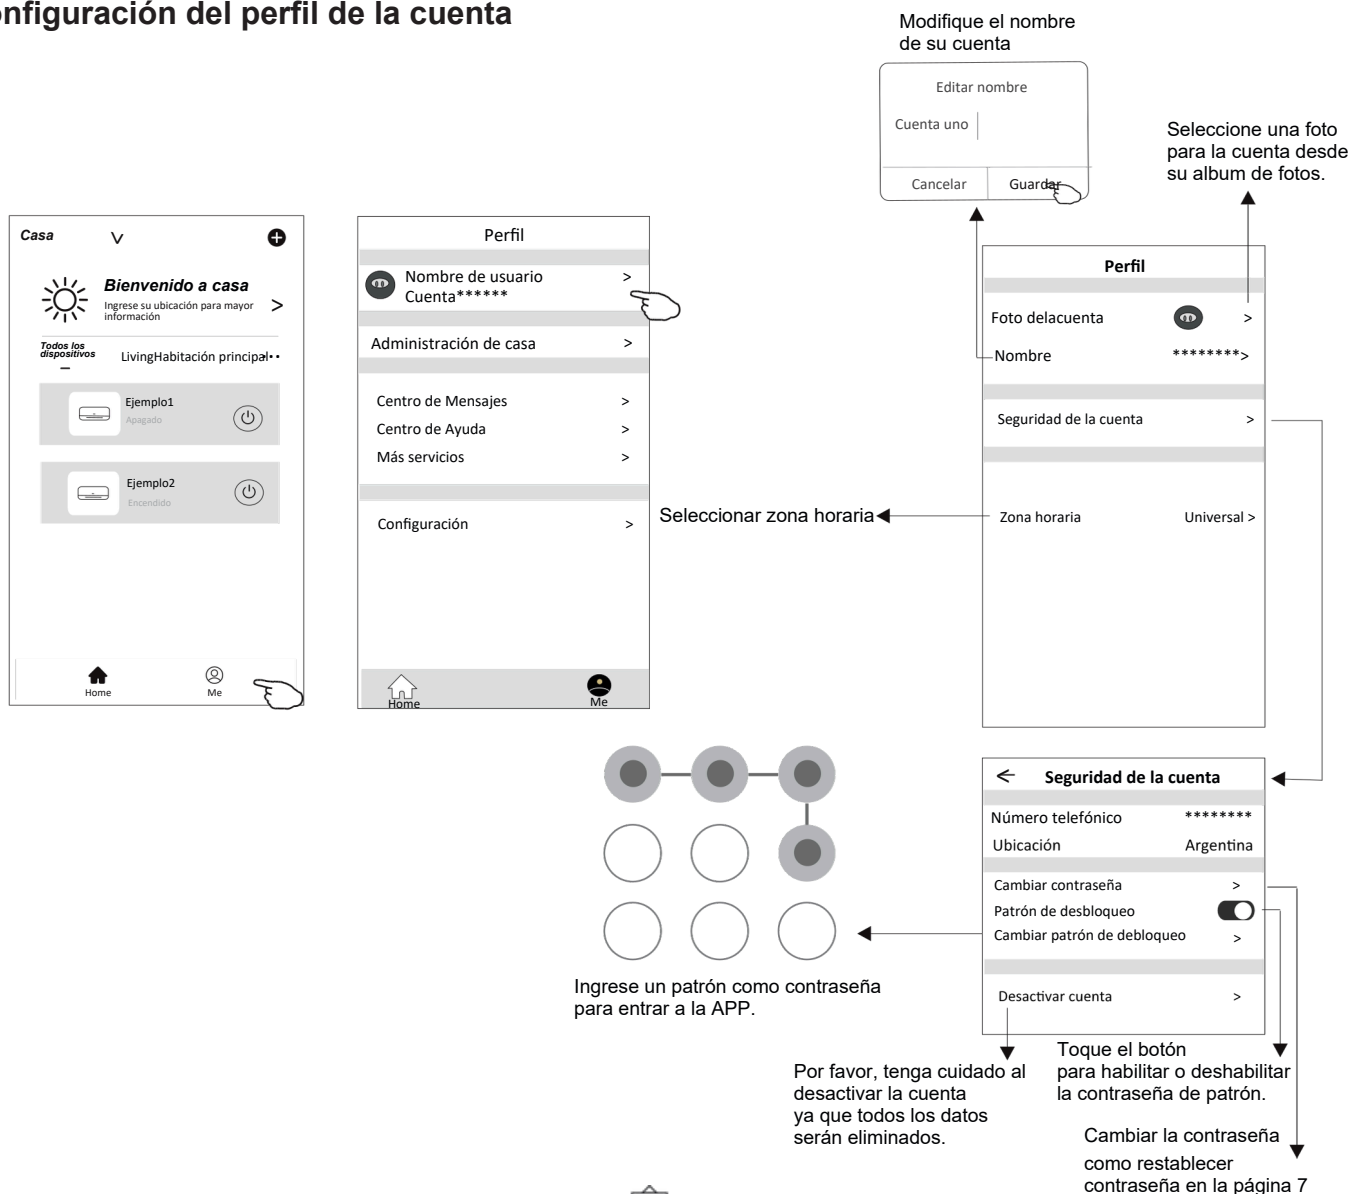 onfiguración del perfil de la cuenta
Modifique el nombre
de su cuenta
Editar nombre
Cuenta uno
Cancelar Guardar
Seleccione una foto
para la cuenta desde
su album de fotos.
Casa
Bienvenido a casa
Ingrese su ubicación para mayor
información
>
Todos los
dispositivos
LivingHabitación principal
Ejemplo1
Apagado
Ejemplo2
Encendido
Home Me
Perfil
Nombre de usuario >
Cuenta******
Administración de casa >
Centro de Mensajes >
Centro de Ayuda >
Más servicios >
Configuración >
Home Me
Perfil
Foto delacuenta >
Nombre ********>
Seguridad de la cuenta >
Zona horaria Universal >
Seleccionar zona horaria
Seguridad de la cuenta
Número telefónico ********
Ubicación Argentina
Cambiar contraseña >
Patrón de desbloqueo
Cambiar patrón de debloqueo >
Desactivar cuenta >
Ingrese un patrón como contraseña
para entrar a la APP.
Por favor, tenga cuidado al
desactivar la cuenta
ya que todos los datos
serán eliminados.
Toque el botón
para habilitar o deshabilitar
la contraseña de patrón.
Cambiar la contraseña
como restablecer
contraseña en la página 7